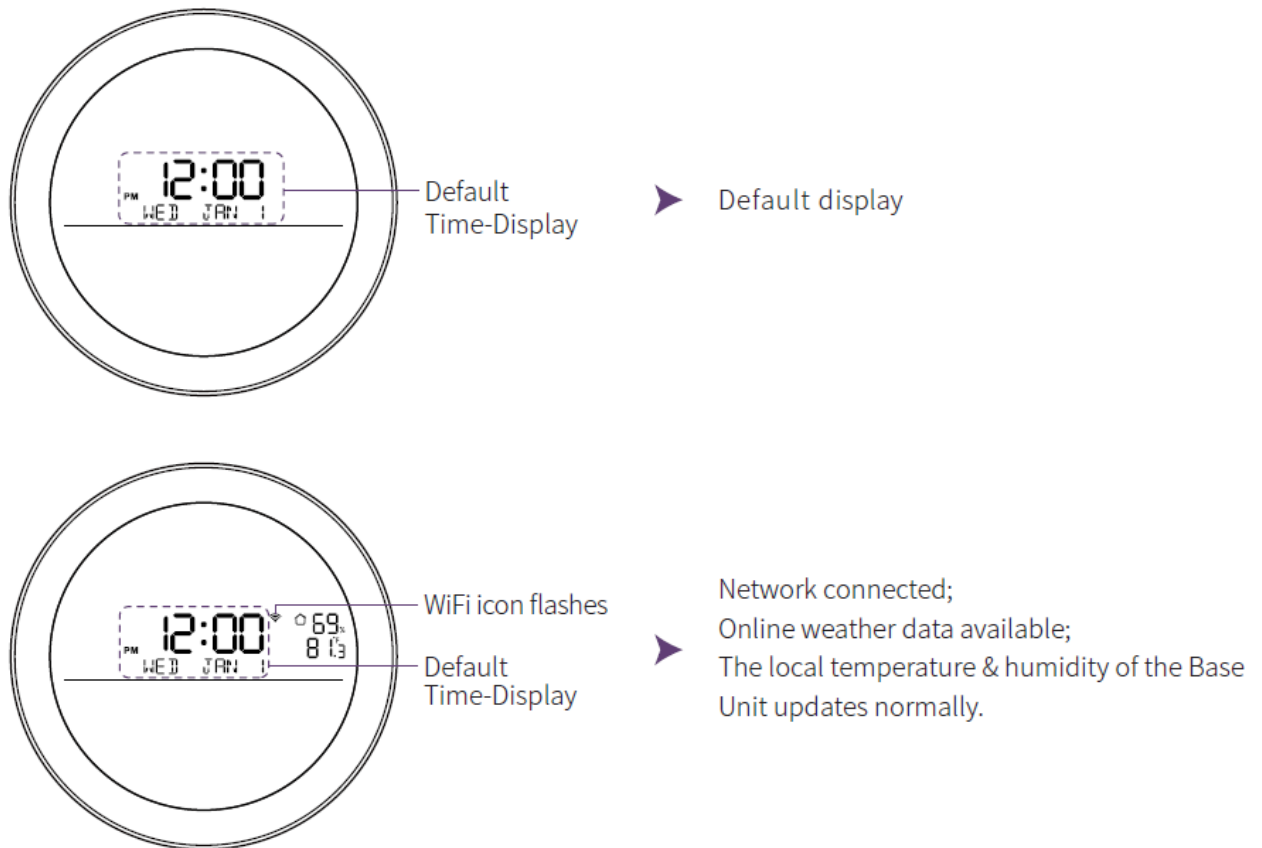 12:00
PM
WED JAN 1
Default
Time-Display
Default display
12:00
PM
WED JAN 1
69%
81.3°F
WiFi icon flashes
Default
Time-Display
Network connected;
Online weather data available;
The local temperature & humidity of the Base
Unit updates normally.